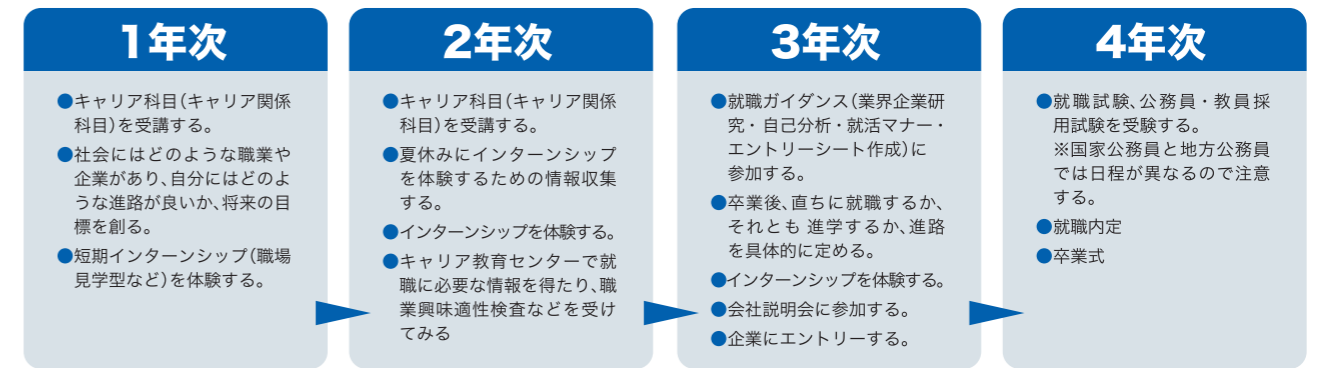 1年次
●キャリア科目(キャリア関係
科目)を受講する。
●社会にはどのような職業や
企業があり、自分にはどのよ
うな進路が良いか、将来の目
標を創る。
●短期インターンシップ(職場
見学型など)を体験する。
2年次
●キャリア科目(キャリア関係
科目)を受講する。
●夏休みにインターンシップ
を体験するための情報収集
する。
●インターンシップを体験する。
●キャリア教育センターで就
職に必要な情報を得たり、職
業興味適性検査などを受け
てみる
3年次
●就職ガイダンス(業界企業研
究・自己分析・就活マナー・
エントリーシート作成)に
参加する。
●卒業後、直ちに就職するか、
それとも 進学するか、進路
を具体的に定める。
●インターンシップを体験する。
●会社説明会に参加する。
●企業にエントリーする。
4年次
●就職試験、公務員・教員採
用試験を受験する。
※国家公務員と地方公務員
では日程が異なるので注意
する。
●就職内定
●卒業式